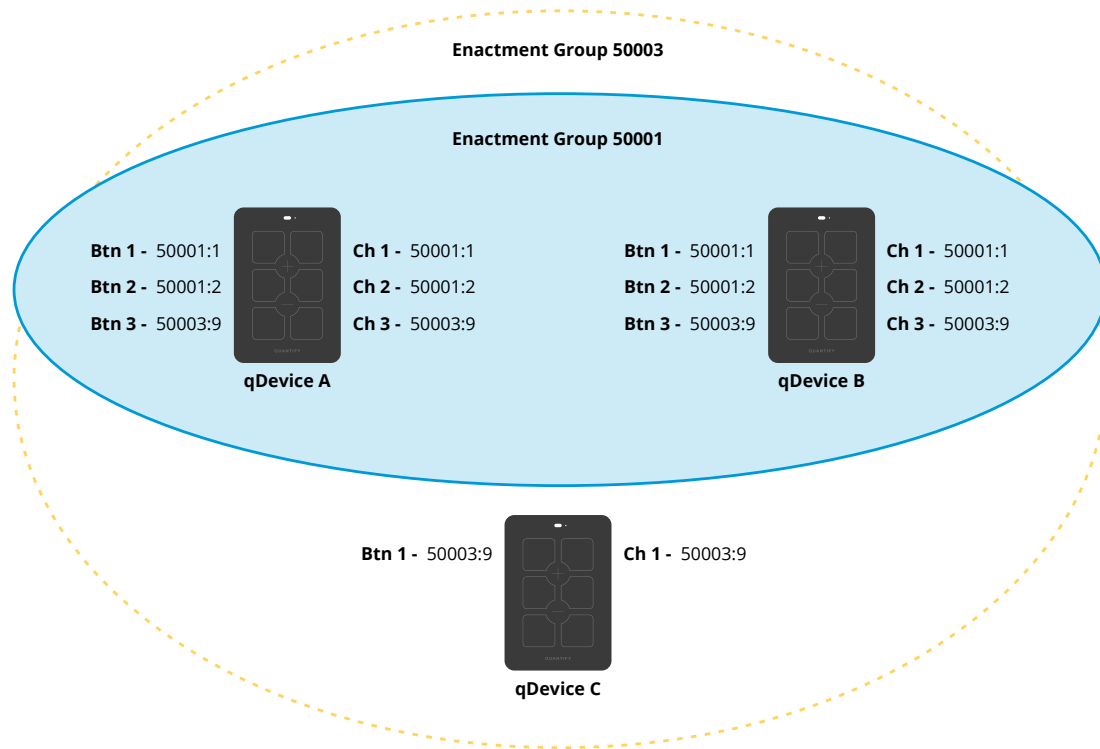 Enactment Group 50003
Enactment Group 50001
Btn 1 - 50001:1
Btn 2 - 50001:2
Btn 3 - 50003:9
QUANTIFY
Ch 1 - 50001:1
Ch 2 - 50001:2
Ch 3 - 50003:9
qDevice A
Btn 1 - 50001:1
Btn 2 - 50001:2
Btn 3 - 50003:9
QUANTIFY
Ch 1 - 50001:1
Ch 2 - 50001:2
Ch 3 - 50003:9
qDevice B
Btn 1 - 50003:9
QUANTIFY
Ch 1 - 50003:9
qDevice C